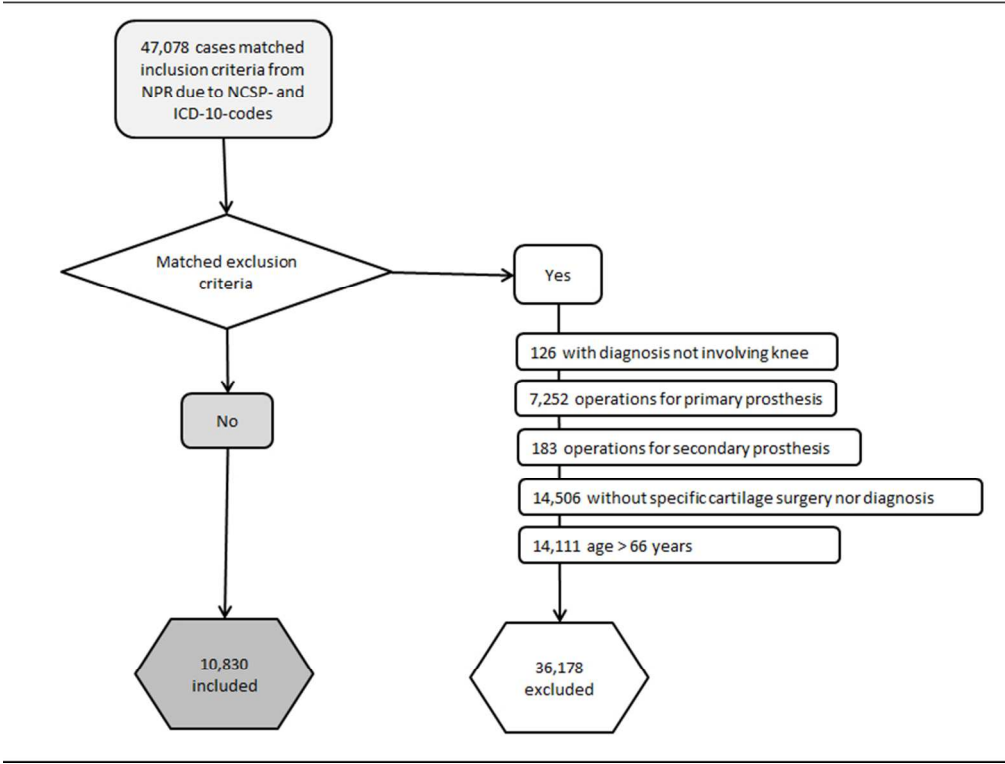 47,078 cases matched
inclusion criteria from
NPR due to NCSP- and
ICD-10-codes
Matched exclusion
criteria
Yes
126 with diagnosis not involving knee
7,252 operations for primary prosthesis
No
183 operations for secondary prosthesis
14,506 without specific cartilage surgery nor diagnosis
14,111 age > 66 years
10,830
included
36,178
excluded